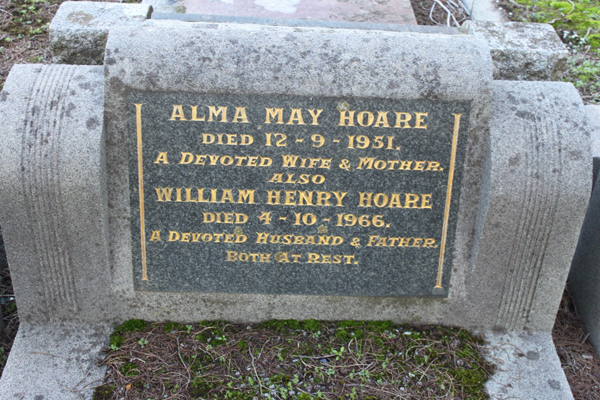 ALMA MAY HOARE
DIED 12-9-1951.
A DEVOTED WIFE & MOTHER.
ALSO
WILLIAM HENRY HOARE
DIED 4-10-1966.
A DEVOTED HUSBAND & FATHER.
BOTH AT REST.